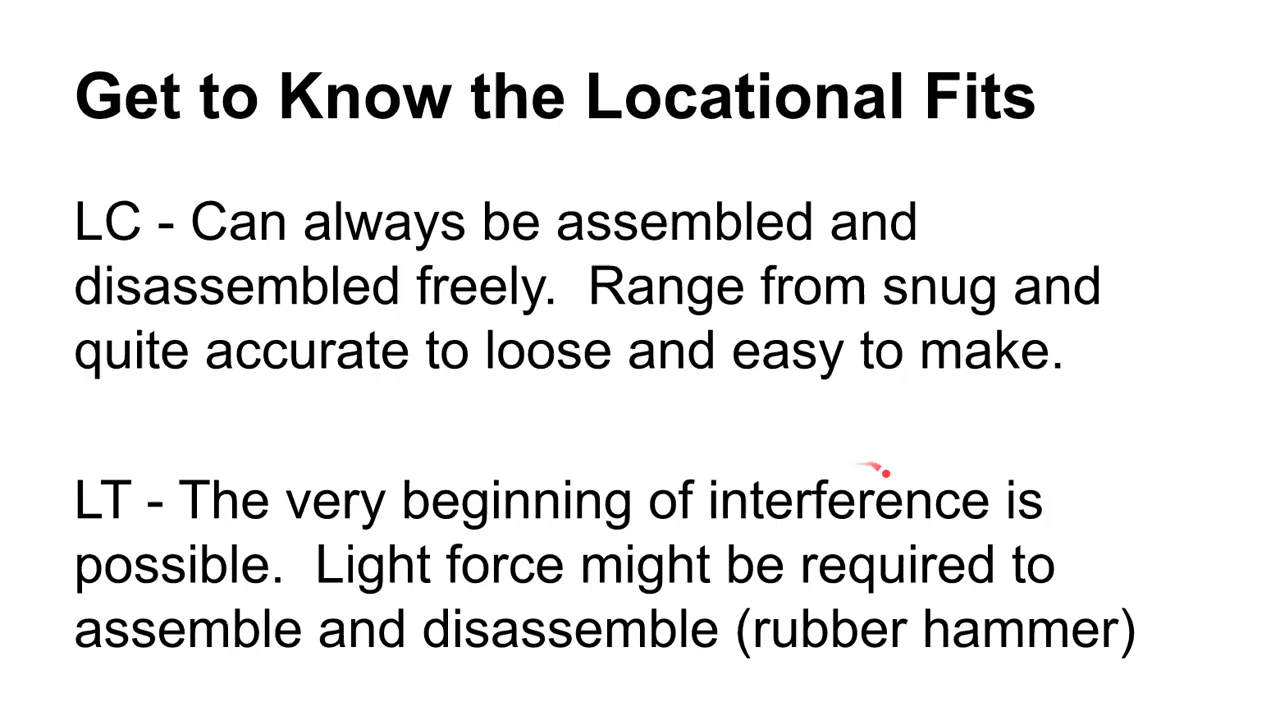 Get to Know the Locational Fits
LC - Can always be assembled and
disassembled freely.  Range from snug and
quite accurate to loose and easy to make.
LT - The very beginning of interference is
possible.  Light force might be required to
assemble and disassemble (rubber hammer)